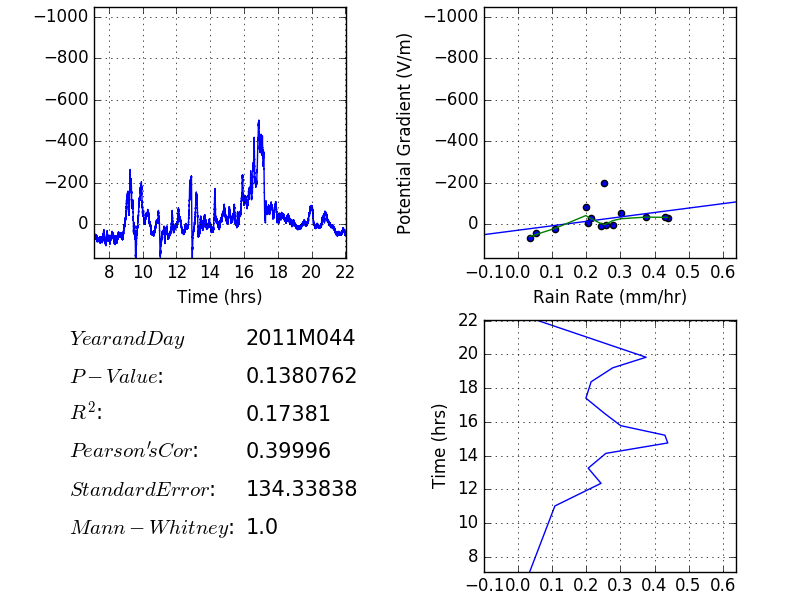 −1000
−800
−600
−400
−200
0
8 10 12 14 16 18 20 22
Time (hrs)
Potential Gradient (V/m)
−1000
−800
−600
−400
−200
0
−0.1 0.0 0.1 0.2 0.3 0.4 0.5 0.6
Rain Rate (mm/hr)
YearandDay 2011M044
P − Value: 0.1380762
R²: 0.17381
Pearson'sCor: 0.39996
StandardError: 134.33838
Mann − Whitney: 1.0
Time (hrs)
22
20
18
16
14
12
10
8
−0.1 0.0 0.1 0.2 0.3 0.4 0.5 0.6